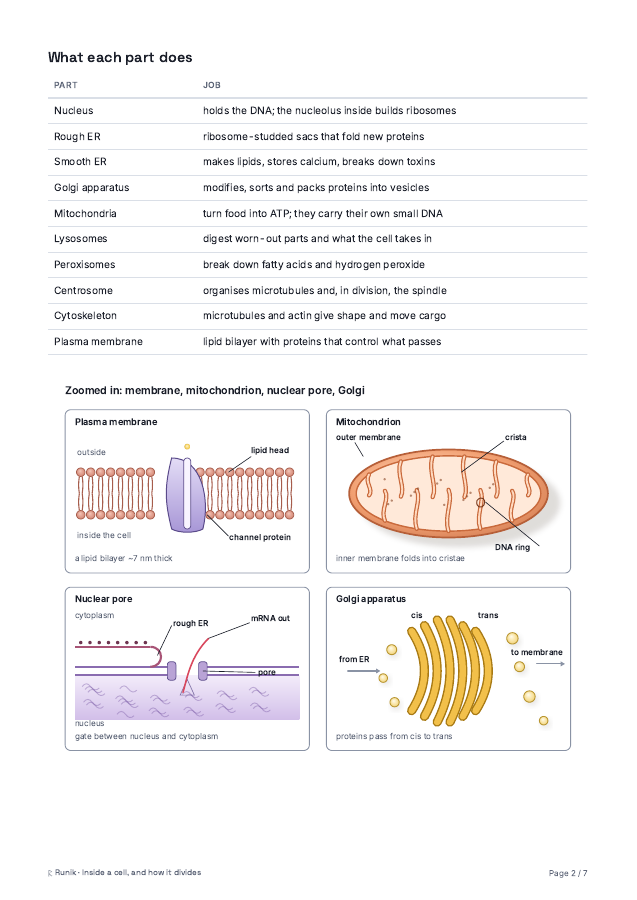 What each part does
PART JOB
Nucleus holds the DNA; the nucleolus inside builds ribosomes
Rough ER ribosome-studded sacs that fold new proteins
Smooth ER makes lipids, stores calcium, breaks down toxins
Golgi apparatus modifies, sorts and packs proteins into vesicles
Mitochondria turn food into ATP; they carry their own small DNA
Lysosomes digest worn-out parts and what the cell takes in
Peroxisomes break down fatty acids and hydrogen peroxide
Centrosome organises microtubules and, in division, the spindle
Cytoskeleton microtubules and actin give shape and move cargo
Plasma membrane lipid bilayer with proteins that control what passes
Zoomed in: membrane, mitochondrion, nuclear pore, Golgi
Plasma membrane
outside
lipid head
inside the cell
channel protein
a lipid bilayer ~7 nm thick
Mitochondrion
outer membrane
crista
DNA ring
inner membrane folds into cristae
Nuclear pore
cytoplasm
rough ER
mRNA out
pore
nucleus
gate between nucleus and cytoplasm
Golgi apparatus
cis trans
to membrane
from ER
proteins pass from cis to trans
Runik · Inside a cell, and how it divides
Page 2 / 7